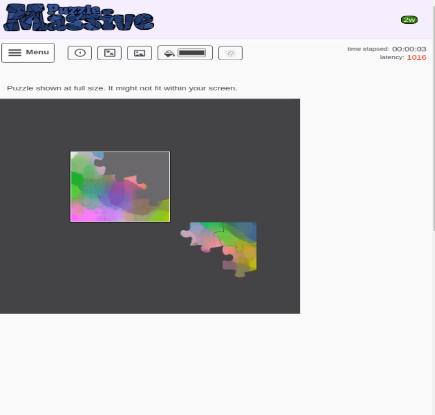 Puzzle
Massive
2w
Menu
time elapsed: 00:00:03
latency: 1016
Puzzle shown at full size. It might not fit within your screen.